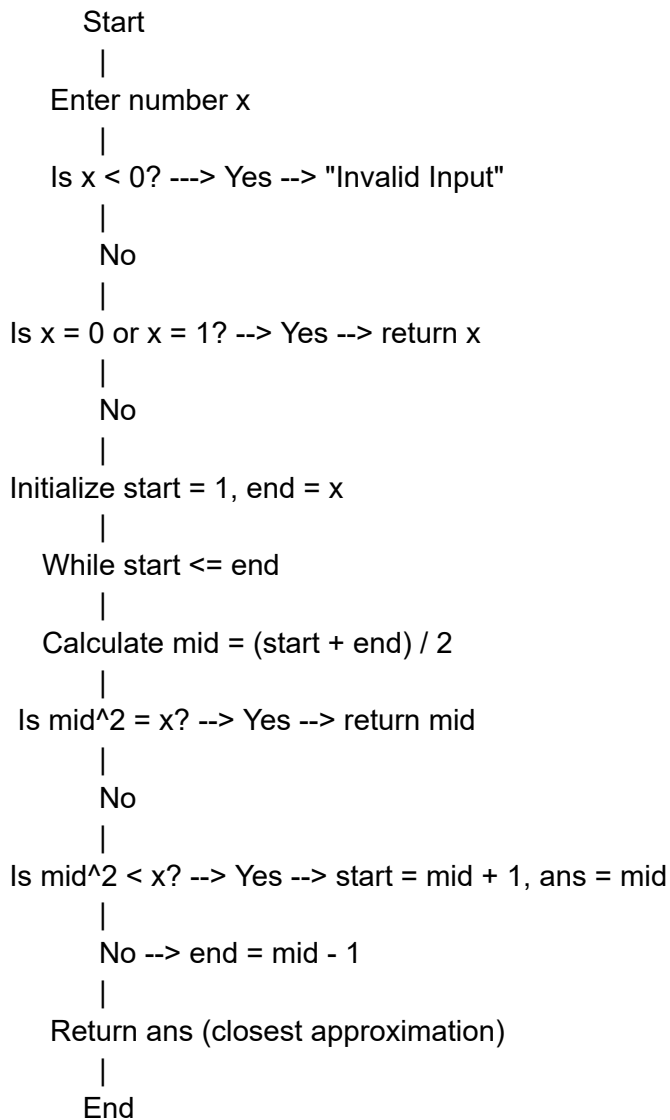 Start
|
Enter number x
|
Is x < 0? ---> Yes --> "Invalid Input"
|
No
|
Is x = 0 or x = 1? --> Yes --> return x
|
No
|
Initialize start = 1, end = x
|
While start <= end
|
Calculate mid = (start + end) / 2
|
Is mid^2 = x? --> Yes --> return mid
|
No
|
Is mid^2 < x? --> Yes --> start = mid + 1, ans = mid
|
No --> end = mid - 1
|
Return ans (closest approximation)
|
End